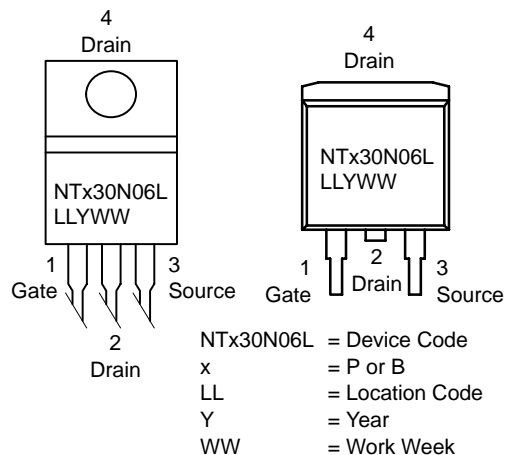 4
Drain
NTx30N06L
LLYWW
1
Gate
3
Source
2
Drain
4
Drain
NTx30N06L
LLYWW
1
Gate
2
Drain
3
Source
NTx30N06L = Device Code
x = P or B
LL = Location Code
Y = Year
WW = Work Week